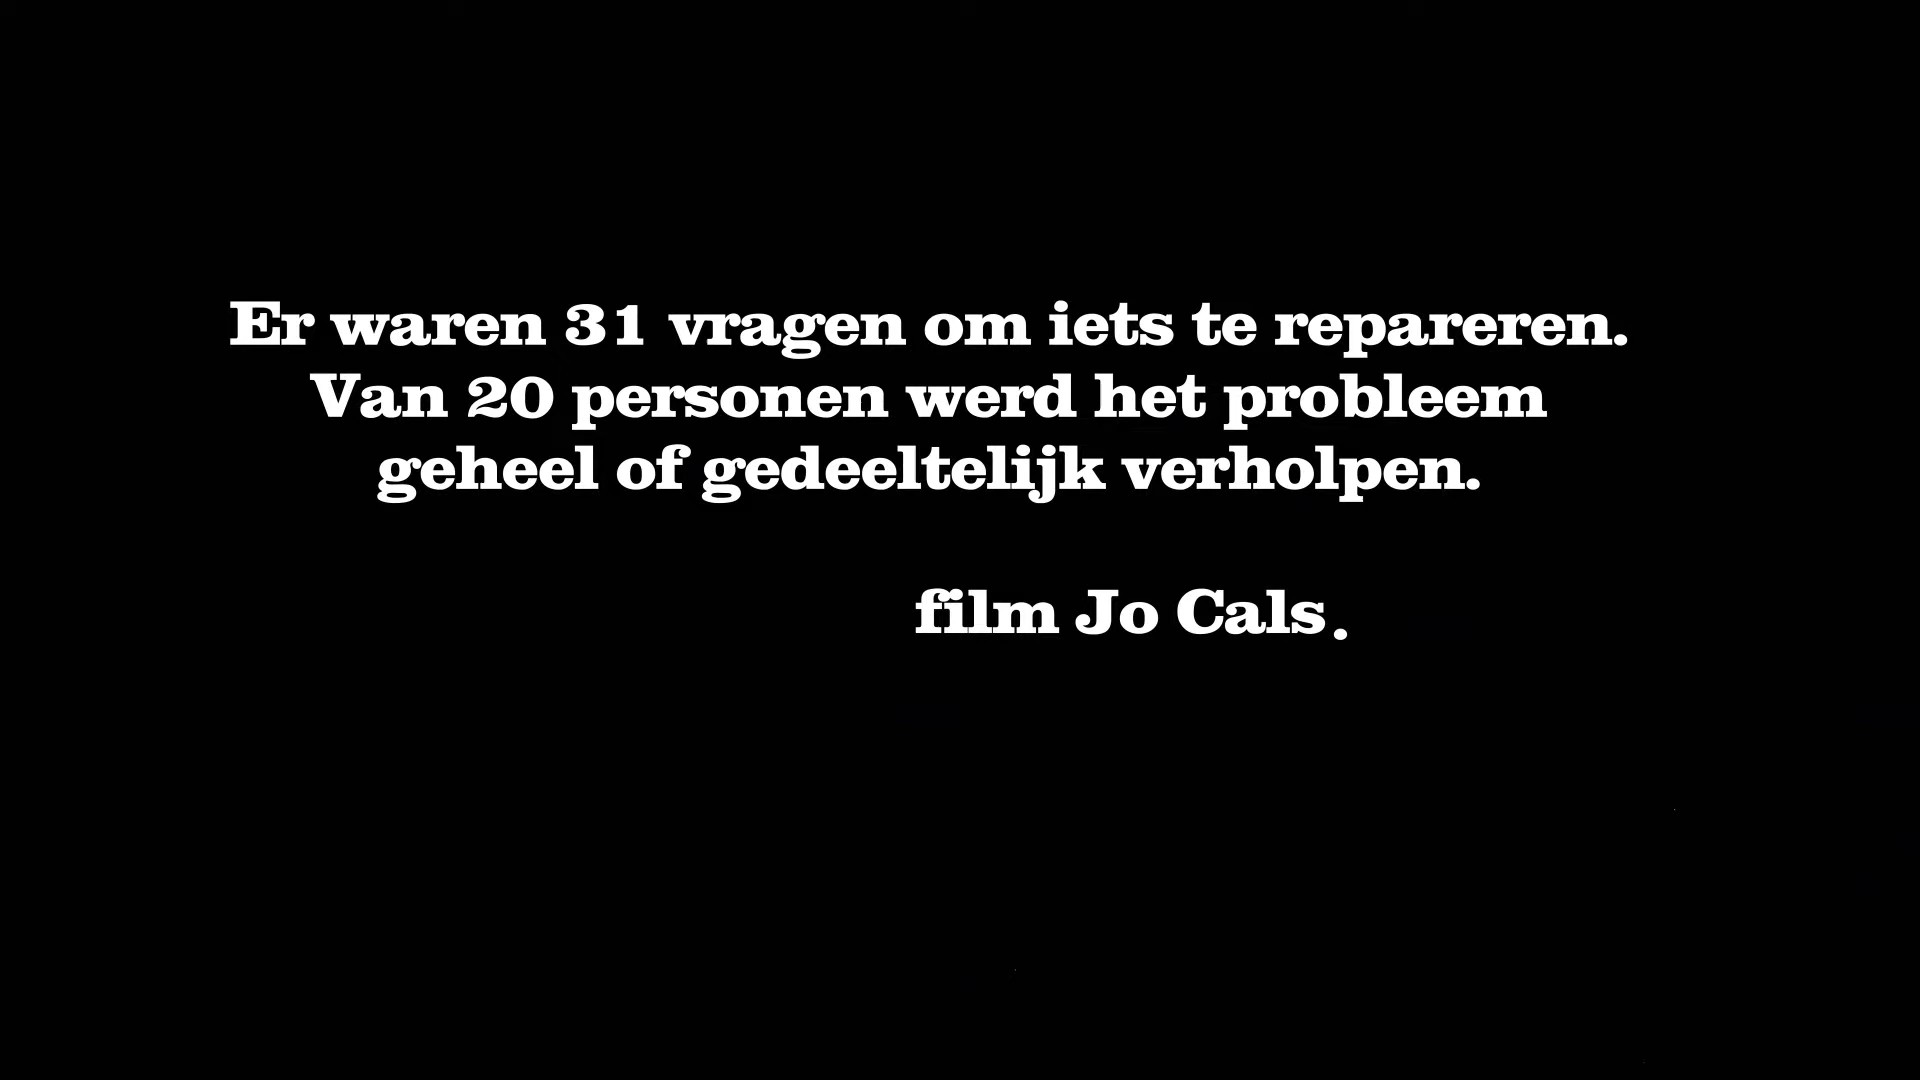 Er waren 31 vragen om iets te repareren.
Van 20 personen werd het probleem
geheel of gedeeltelijk verholpen.
film Jo Cals.